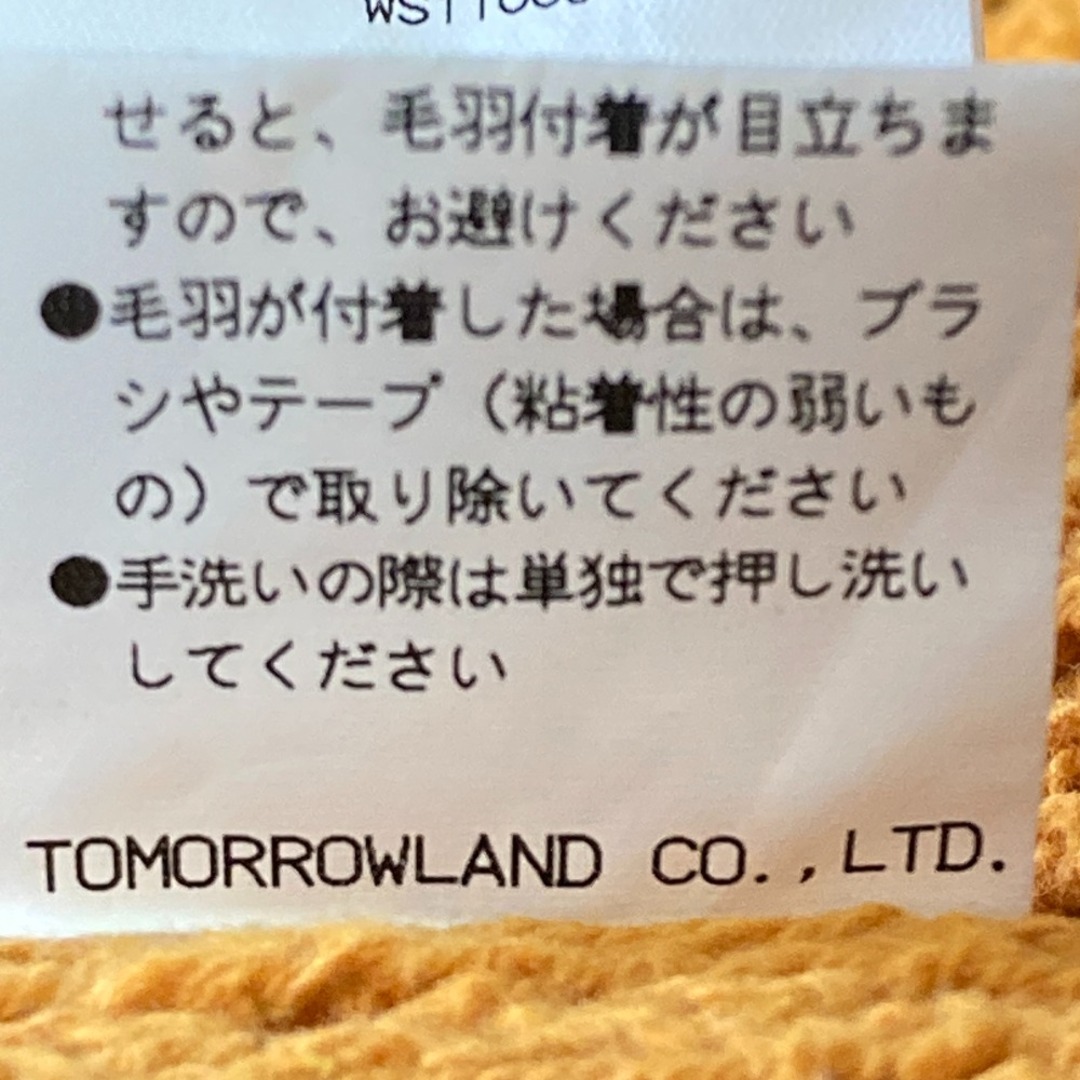 せると、毛羽付着が目立ちま
すので、お避けください
●毛羽が付着した場合は、ブラ
シやテープ（粘着性の弱いも
の）で取り除いてください
●手洗いの際は単独で押し洗い
してください
TOMORROWLAND CO.,LTD.